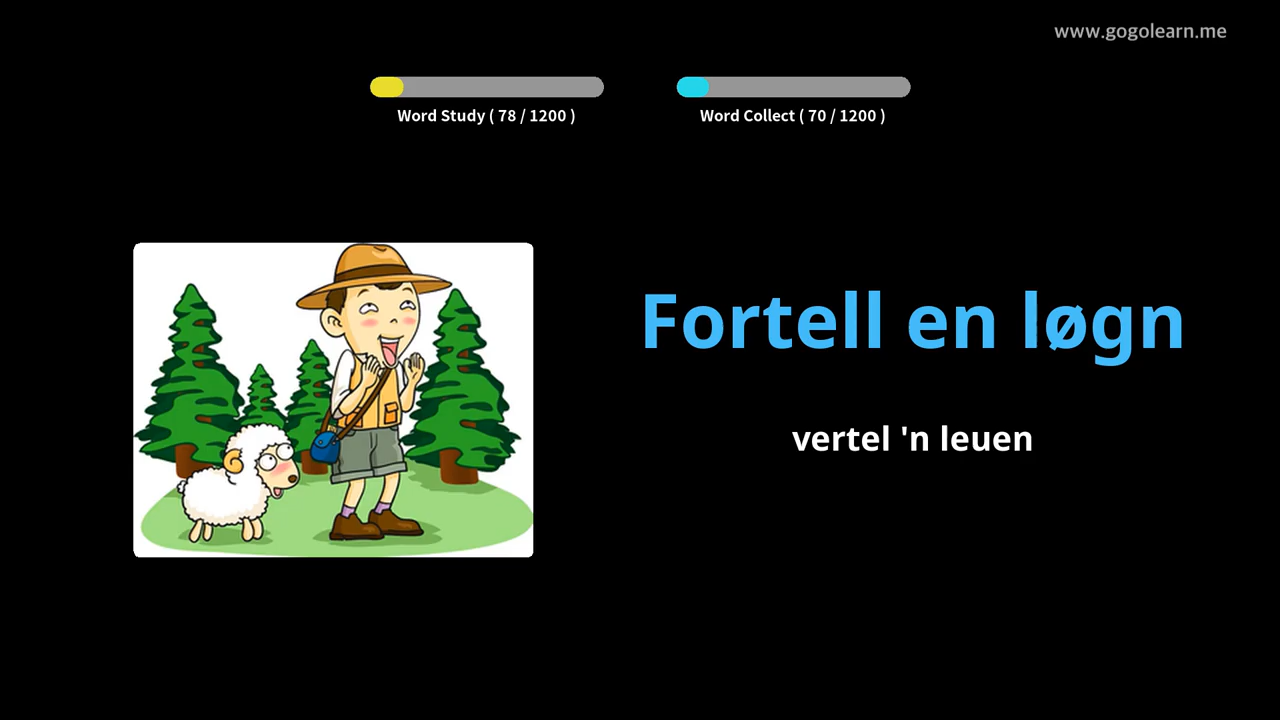 www.gogolearn.me
Word Study ( 78 / 1200 )
Word Collect ( 70 / 1200 )
Fortell en løgn
vertel 'n leuen